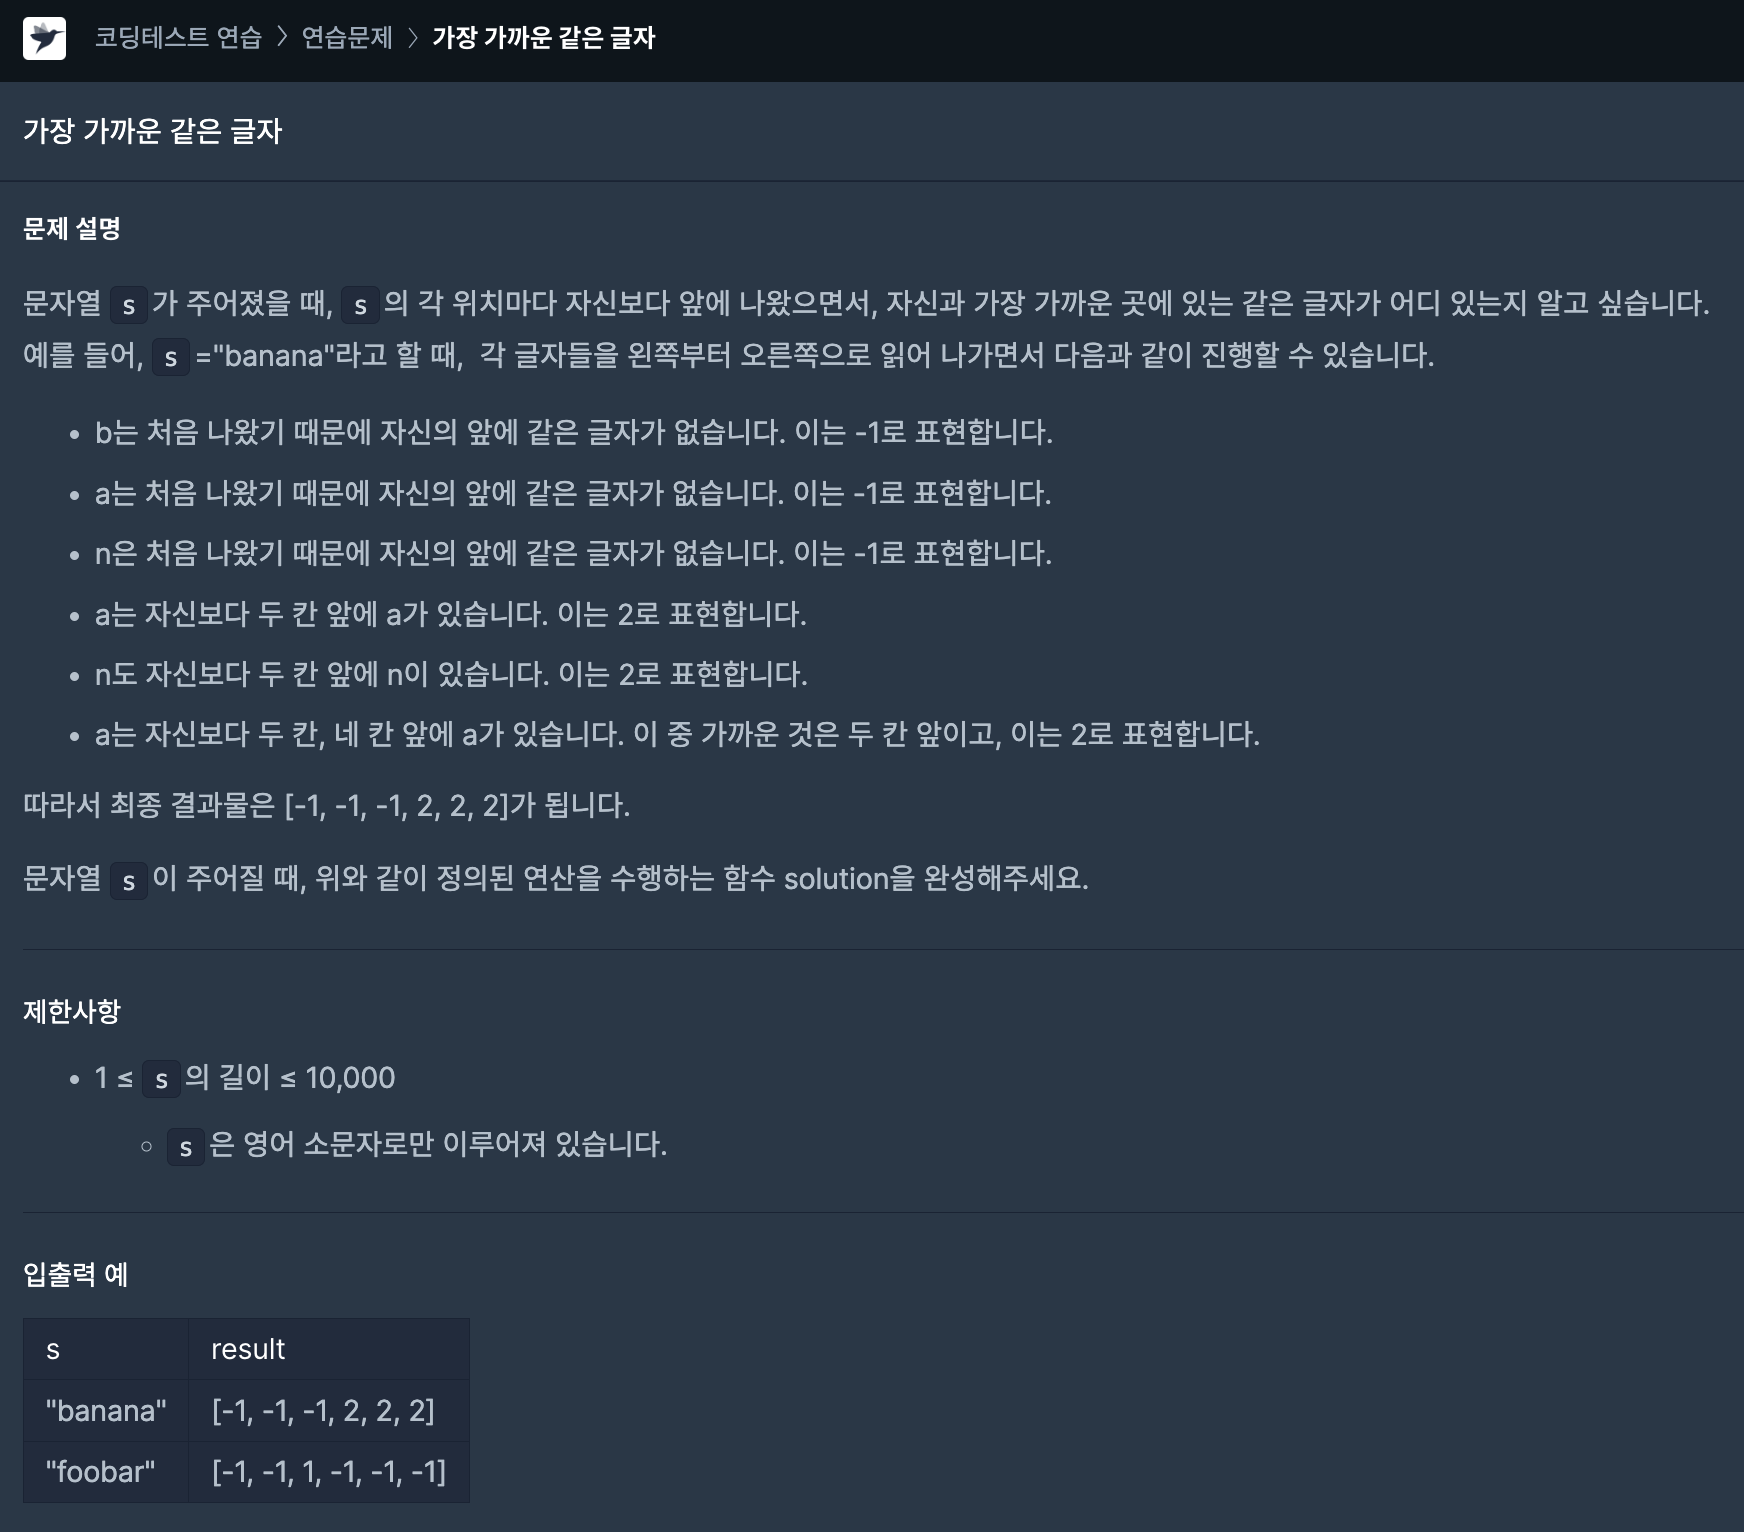 코딩테스트 연습 > 연습문제 > 가장 가까운 같은 글자
가장 가까운 같은 글자
문제 설명
문자열 s가 주어졌을 때, s의 각 위치마다 자신보다 앞에 나왔으면서, 자신과 가장 가까운 곳에 있는 같은 글자가 어디 있는지 알고 싶습니다.
예를 들어, s="banana"라고 할 때, 각 글자들을 왼쪽부터 오른쪽으로 읽어 나가면서 다음과 같이 진행할 수 있습니다.
• b는 처음 나왔기 때문에 자신의 앞에 같은 글자가 없습니다. 이는 -1로 표현합니다.
• a는 처음 나왔기 때문에 자신의 앞에 같은 글자가 없습니다. 이는 -1로 표현합니다.
• n은 처음 나왔기 때문에 자신의 앞에 같은 글자가 없습니다. 이는 -1로 표현합니다.
• a는 자신보다 두 칸 앞에 a가 있습니다. 이는 2로 표현합니다.
• n도 자신보다 두 칸 앞에 n이 있습니다. 이는 2로 표현합니다.
• a는 자신보다 두 칸, 네 칸 앞에 a가 있습니다. 이 중 가까운 것은 두 칸 앞이고, 이는 2로 표현합니다.
따라서 최종 결과물은 [-1, -1, -1, 2, 2, 2]가 됩니다.
문자열 s이 주어질 때, 위와 같이 정의된 연산을 수행하는 함수 solution을 완성해주세요.
제한사항
• 1 ≤ s의 길이 ≤ 10,000
◦ s은 영어 소문자로만 이루어져 있습니다.
입출력 예
s result
"banana" [-1, -1, -1, 2, 2, 2]
"foobar" [-1, -1, 1, -1, -1, -1]